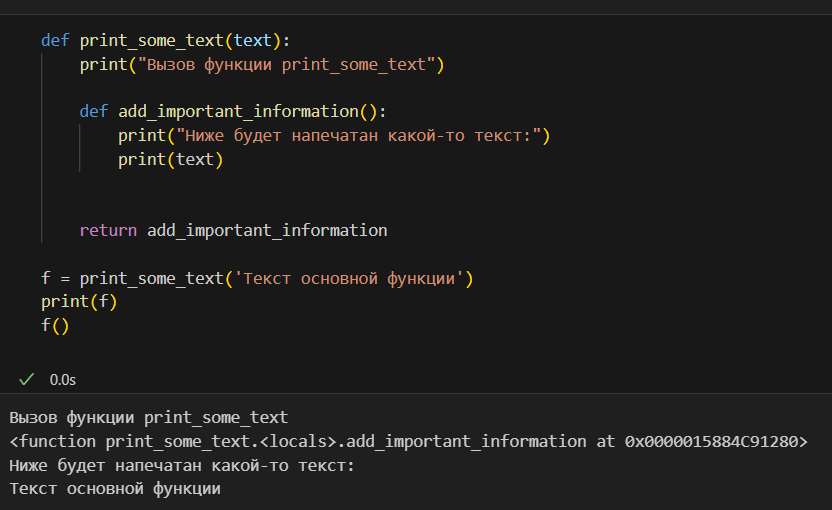 def print_some_text(text):
    print("Вызов функции print_some_text")
    def add_important_information():
        print("Ниже будет напечатан какой-то текст:")
        print(text)
    return add_important_information
f = print_some_text('Текст основной функции')
print(f)
f()
0.0s
Вызов функции print_some_text
<function print_some_text.<locals>.add_important_information at 0x0000015884C91280>
Ниже будет напечатан какой-то текст:
Текст основной функции